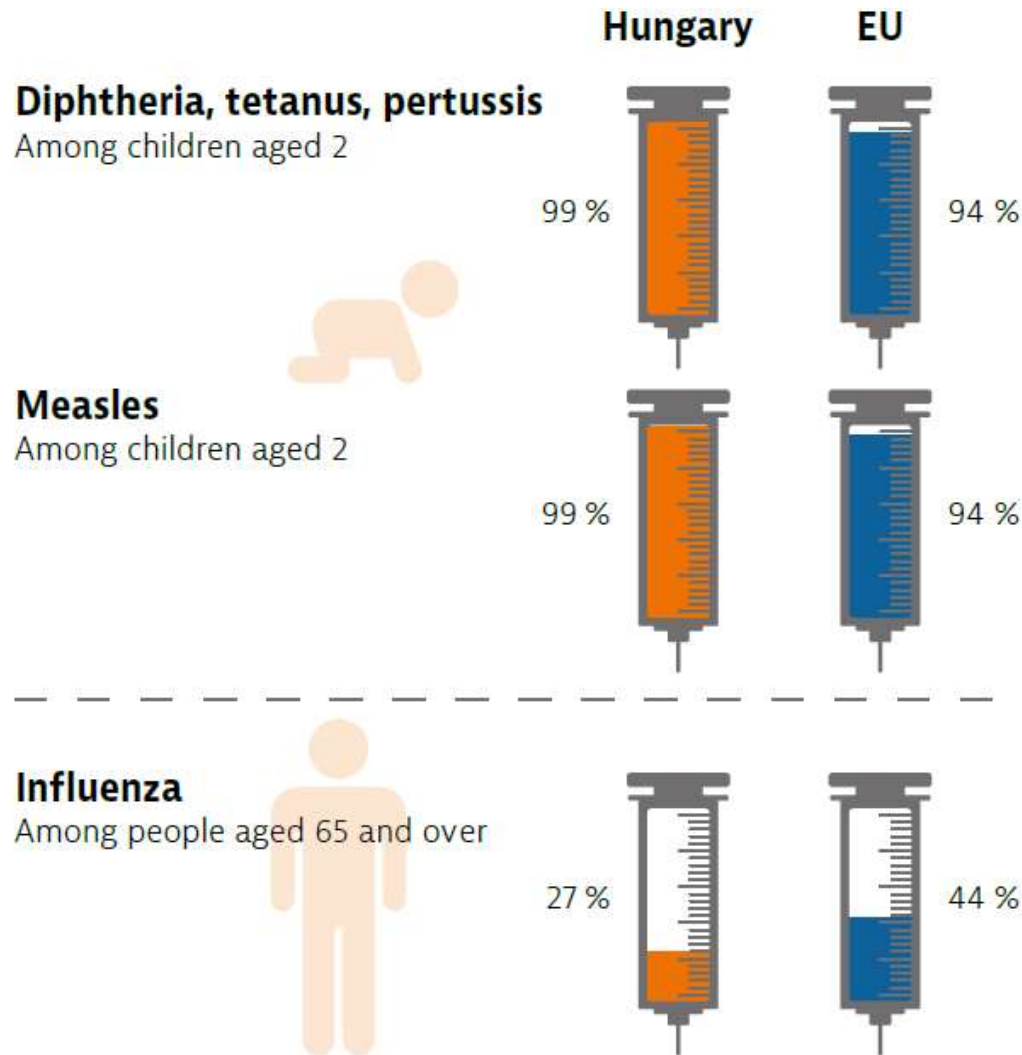 Hungary EU
Diphtheria, tetanus, pertussis
Among children aged 2
99 % 94 %
Measles
Among children aged 2
99 % 94 %
Influenza
Among people aged 65 and over
27 % 44 %